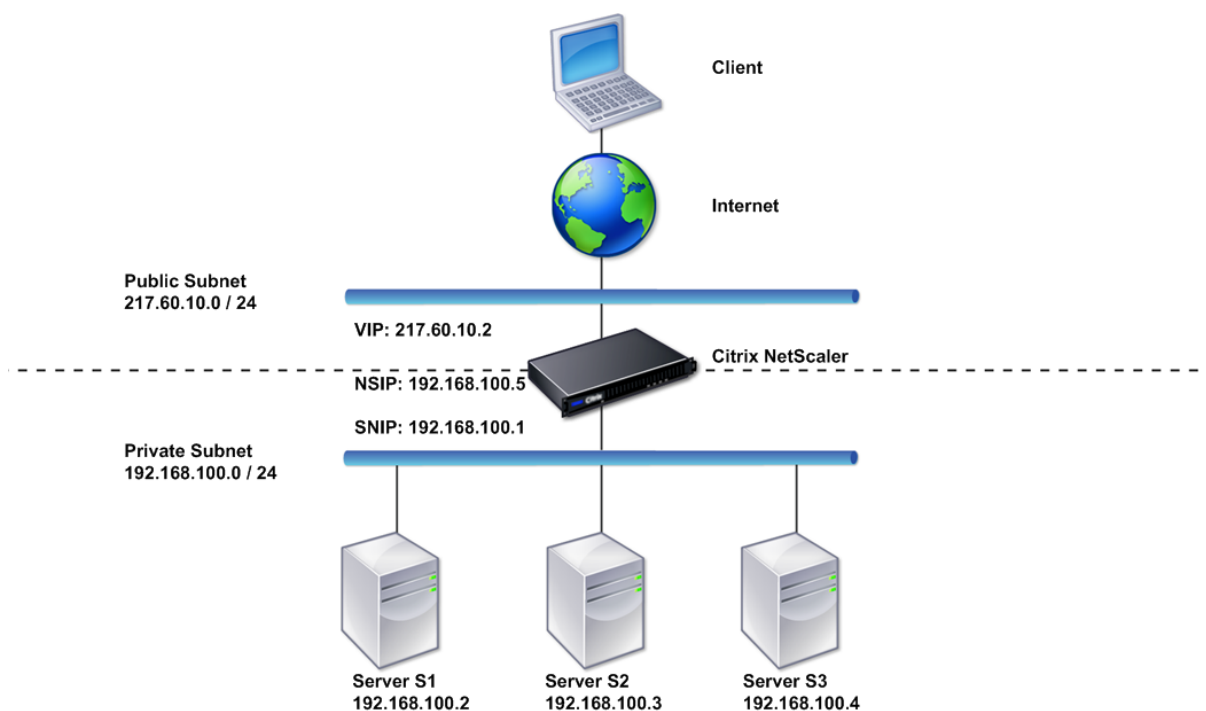 Client
Internet
Public Subnet
217.60.10.0 / 24
VIP: 217.60.10.2
Citrix NetScaler
NSIP: 192.168.100.5
SNIP: 192.168.100.1
Private Subnet
192.168.100.0 / 24
Server S1
192.168.100.2
Server S2
192.168.100.3
Server S3
192.168.100.4